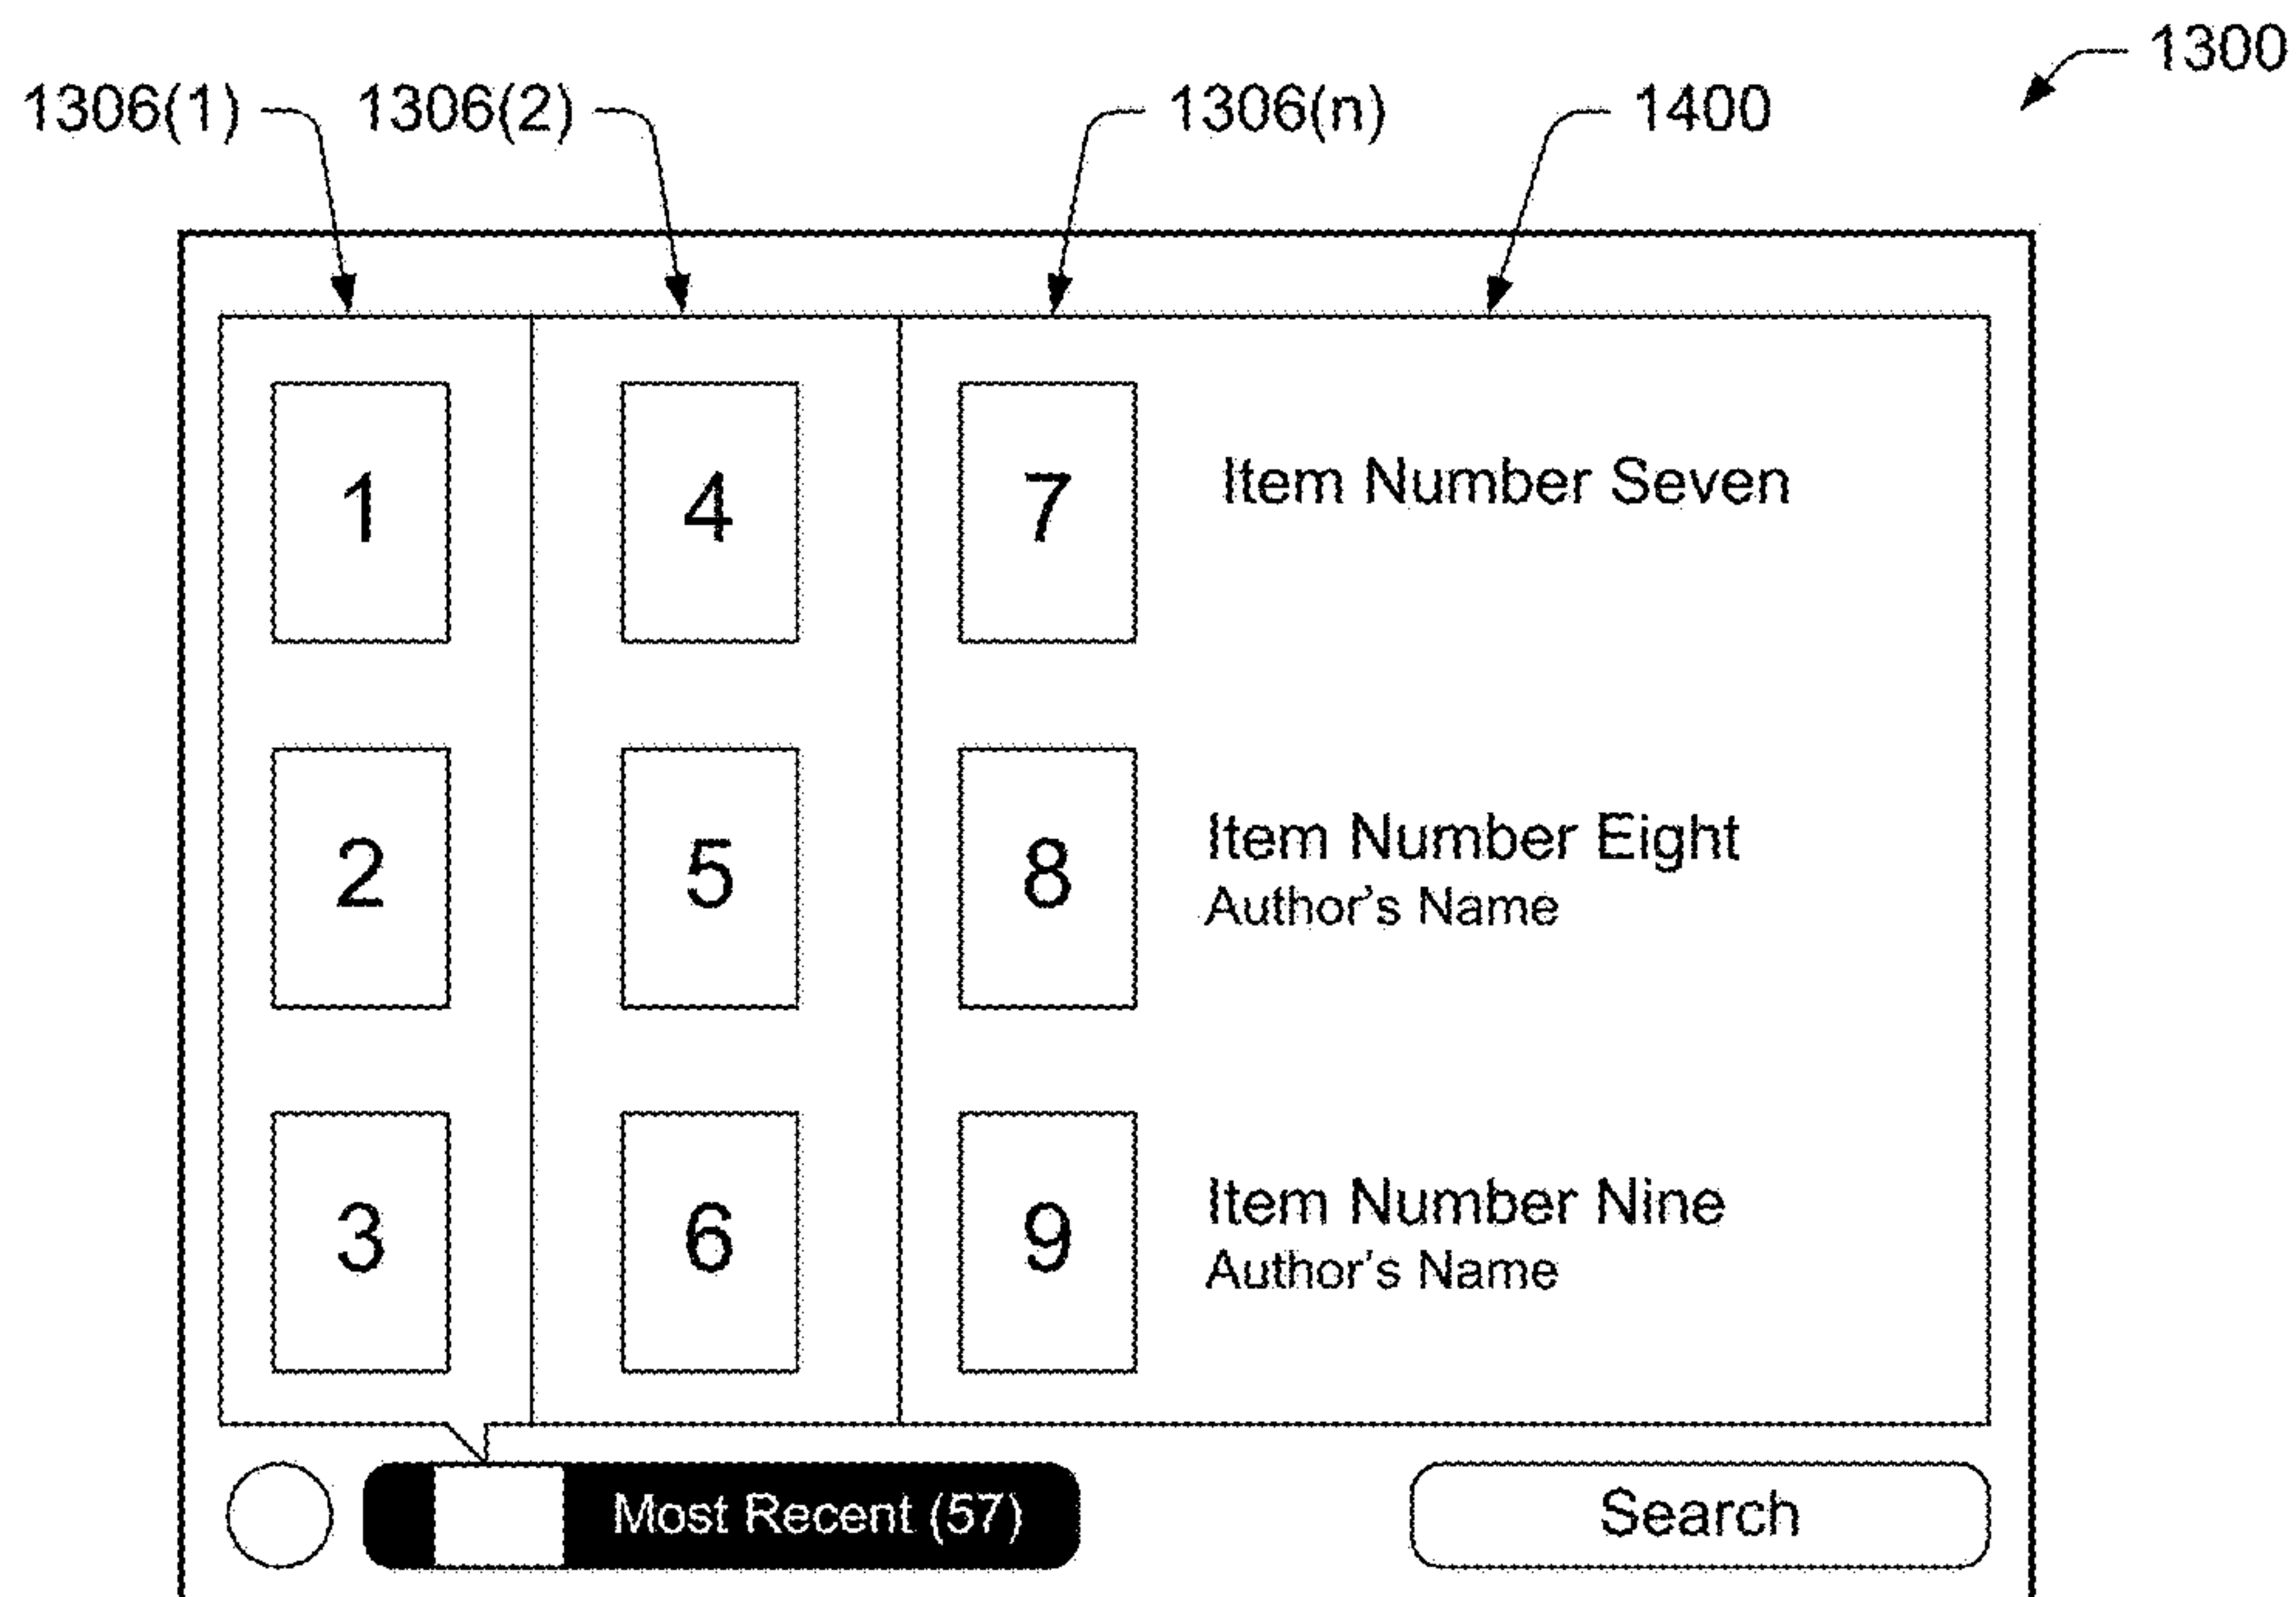 1300
1306(1) 1306(2) 1306(n) 1400
1 4 7 Item Number Seven
2 5 8 Item Number Eight
Author's Name
3 6 9 Item Number Nine
Author's Name
Most Recent (57) Search